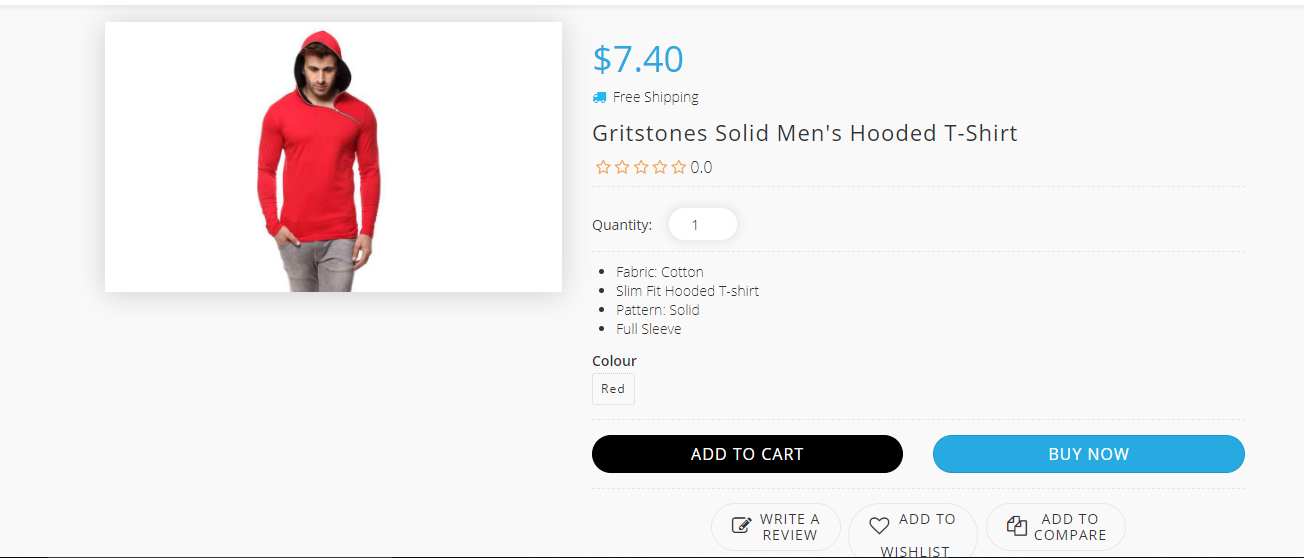 $7.40
Free Shipping
Gritstones Solid Men's Hooded T-Shirt
0.0
Quantity: 1
Fabric: Cotton
Slim Fit Hooded T-shirt
Pattern: Solid
Full Sleeve
Colour
Red
ADD TO CART
BUY NOW
WRITE A
REVIEW
ADD TO
WISHLIST
ADD TO
COMPARE